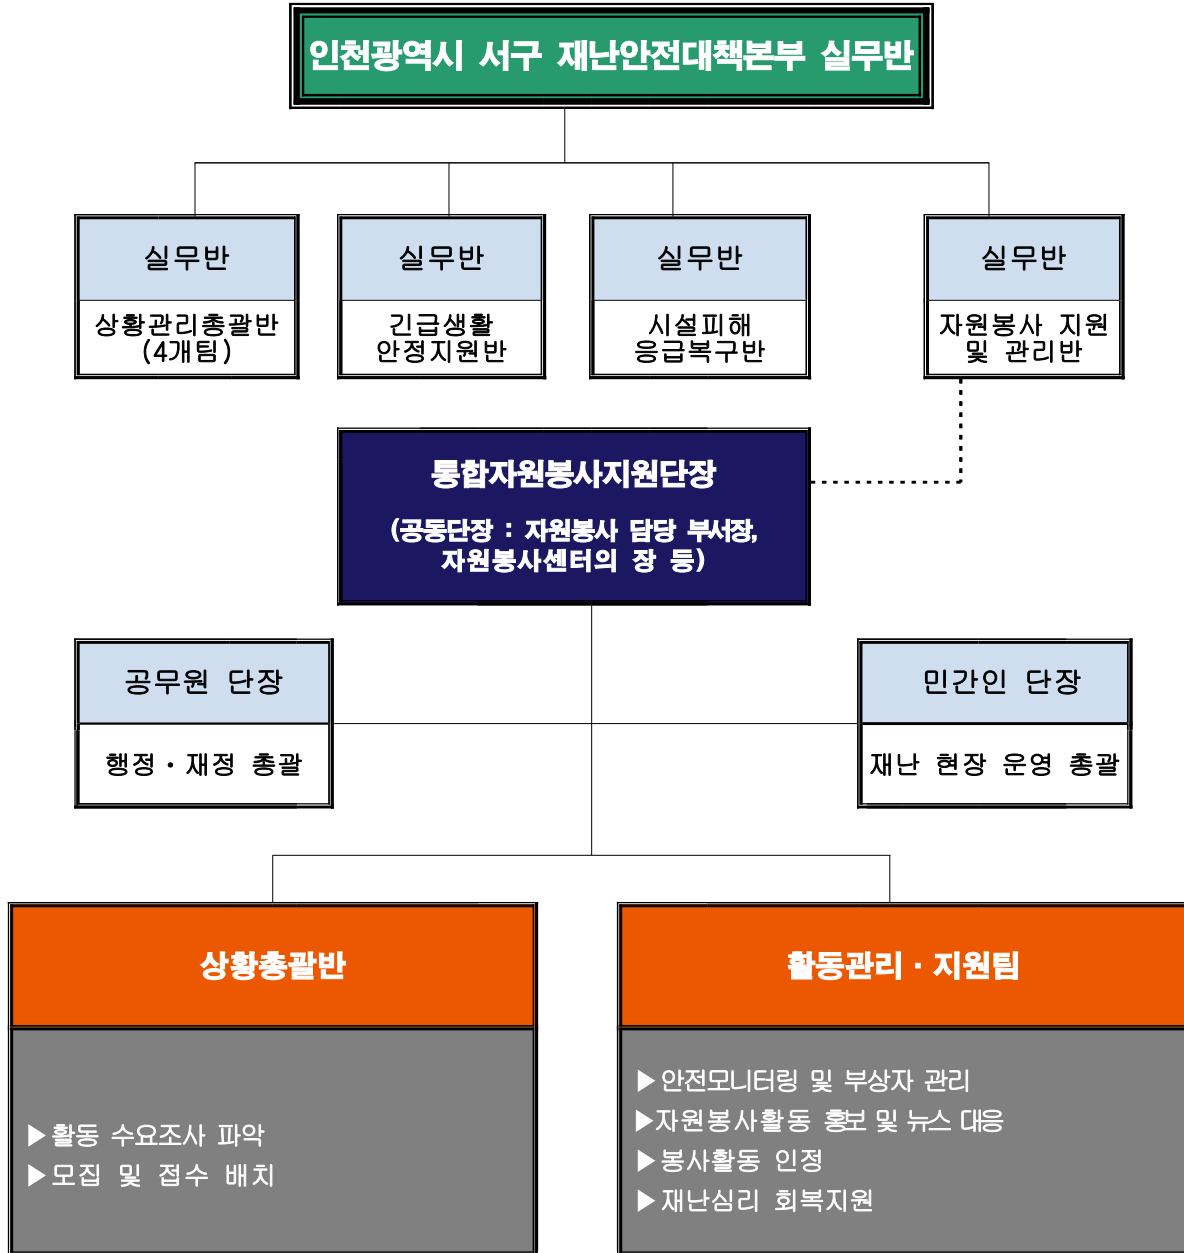 인천광역시 서구 재난안전대책본부 실무반
실무반
상황관리총괄반
(4개팀)
실무반
긴급생활
안정지원반
실무반
시설피해
응급복구반
실무반
자원봉사 지원
및 관리반
통합자원봉사지원단장
(공동단장 : 자원봉사 담당 부서장,
자원봉사센터의 장 등)
공무원 단장
행정·재정 총괄
민간인 단장
재난 현장 운영 총괄
상황총괄반
▶활동 수요조사 파악
▶모집 및 접수 배치
활동관리·지원팀
▶안전모니터링 및 부상자 관리
▶자원봉사활동 홍보 및 뉴스 대응
▶봉사활동 인정
▶재난심리 회복지원